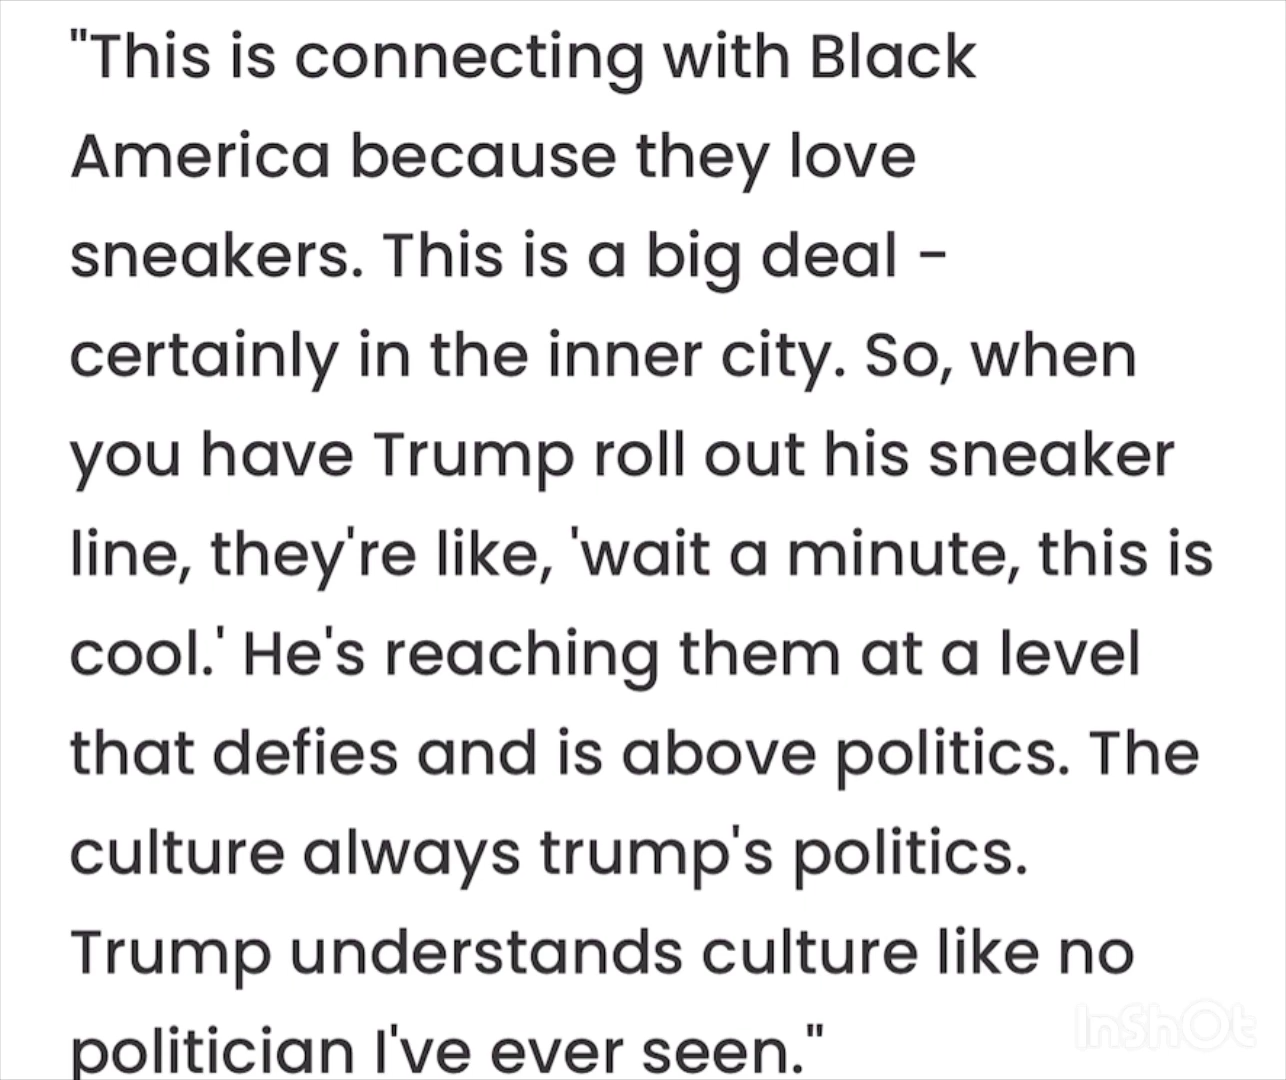 "This is connecting with Black
America because they love
sneakers. This is a big deal -
certainly in the inner city. So, when
you have Trump roll out his sneaker
line, they're like, 'wait a minute, this is
cool.' He's reaching them at a level
that defies and is above politics. The
culture always trump's politics.
Trump understands culture like no
politician I've ever seen."
InShOt